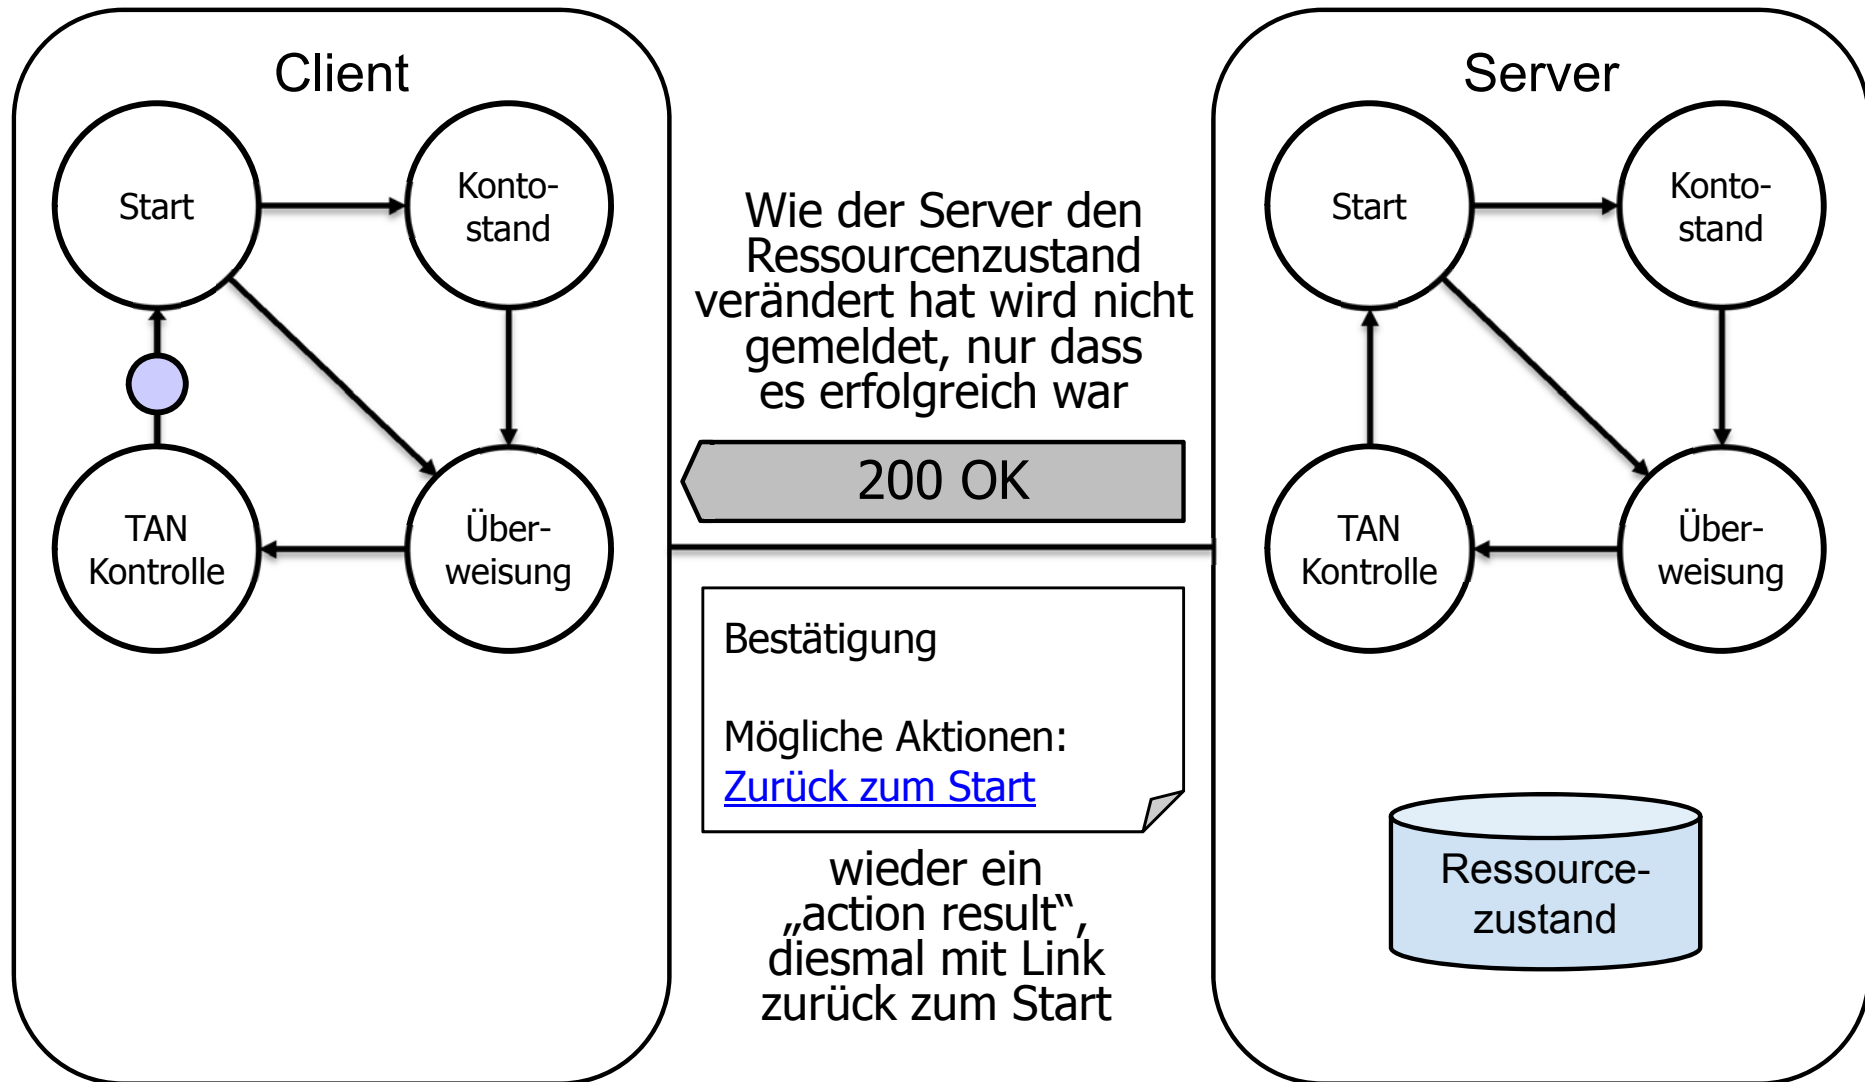 Client
Start
Konto-
stand
TAN
Kontrolle
Über-
weisung
Wie der Server den
Ressourcenzustand
verändert hat wird nicht
gemeldet, nur dass
es erfolgreich war
200 OK
Bestätigung
Mögliche Aktionen:
Zurück zum Start
wieder ein
„action result“,
diesmal mit Link
zurück zum Start
Server
Start
Konto-
stand
TAN
Kontrolle
Über-
weisung
Ressource-
zustand